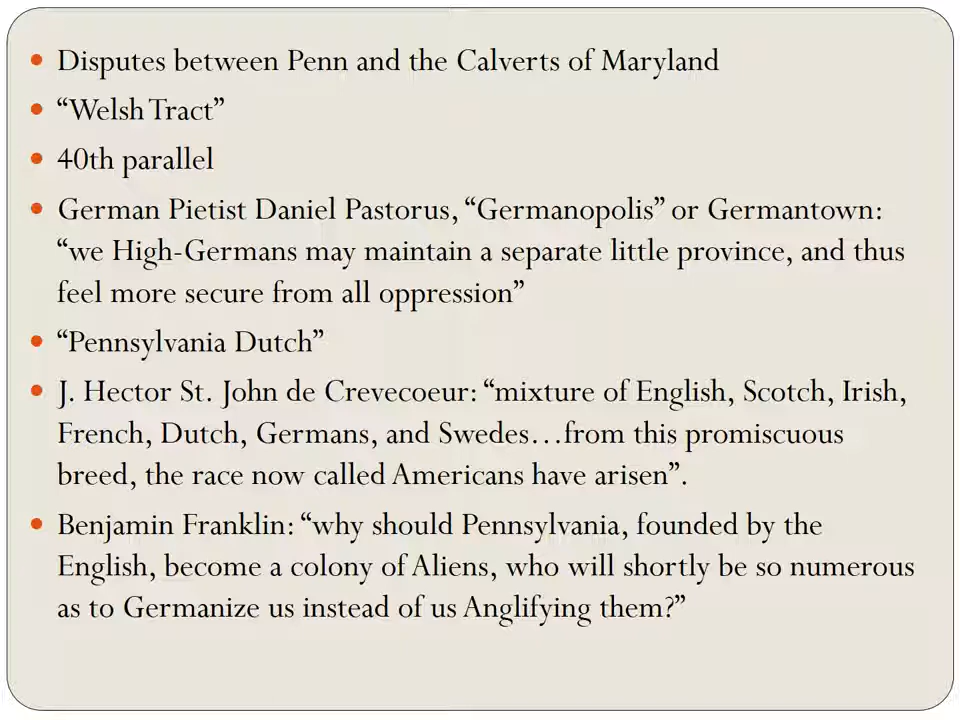 • Disputes between Penn and the Calverts of Maryland
• “Welsh Tract”
• 40th parallel
• German Pietist Daniel Pastorus, “Germanopolis” or Germantown:
“we High-Germans may maintain a separate little province, and thus
feel more secure from all oppression”
• “Pennsylvania Dutch”
• J. Hector St. John de Crevecoeur: “mixture of English, Scotch, Irish,
French, Dutch, Germans, and Swedes…from this promiscuous
breed, the race now called Americans have arisen”.
• Benjamin Franklin: “why should Pennsylvania, founded by the
English, become a colony of Aliens, who will shortly be so numerous
as to Germanize us instead of us Anglifying them?”